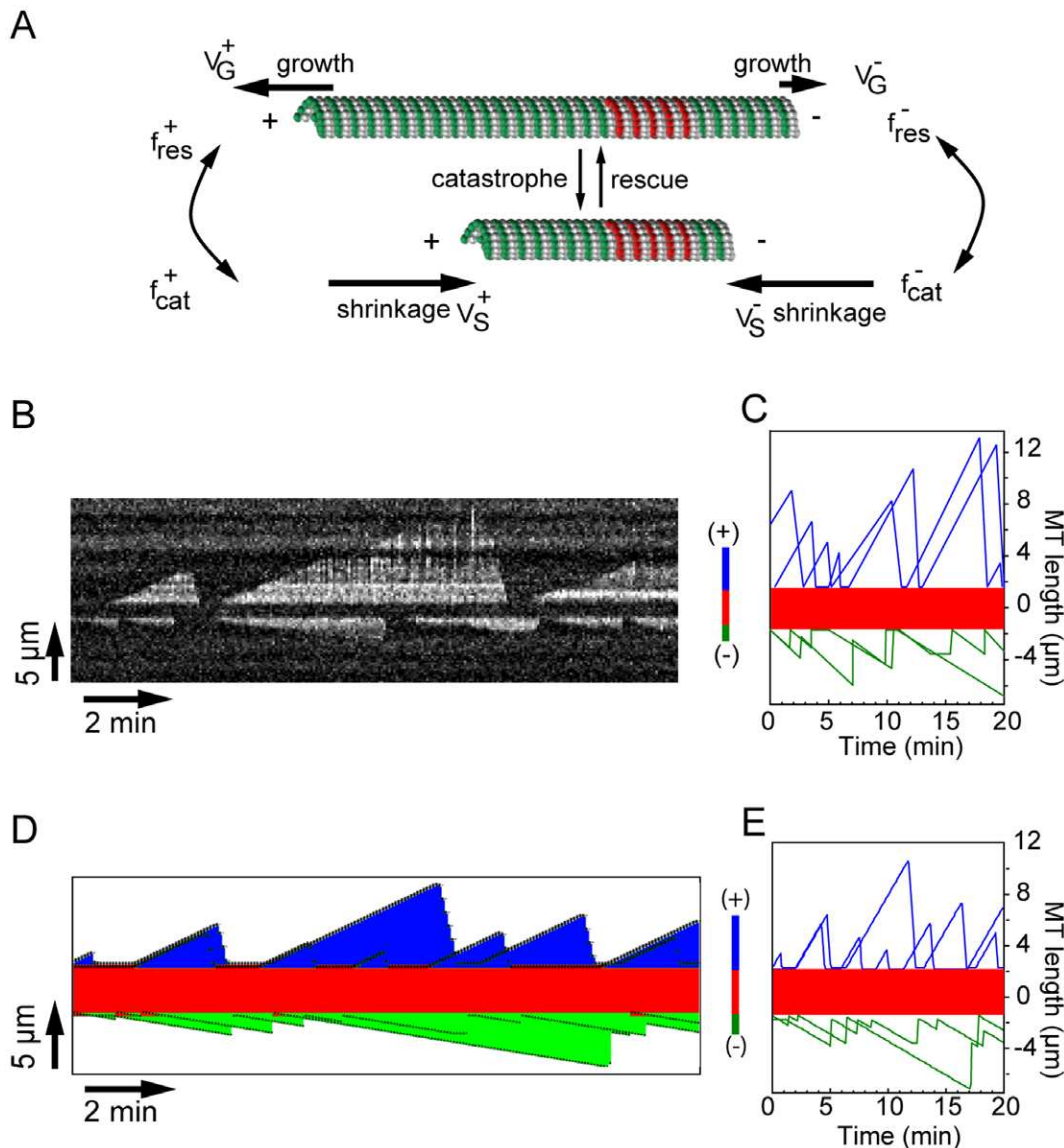 A
V_G^+ growth growth V_G^-
+ -
f_res^+ f_res^-
catastrophe rescue
+ -
f_cat^+ f_cat^-
shrinkage V_S^+ V_S^- shrinkage
B
5 µm
2 min
C
(+)
(-)
12
8
4
0
-4
MT length (µm)
0 5 10 15 20
Time (min)
D
5 µm
2 min
E
(+)
(-)
12
8
4
0
-4
MT length (µm)
0 5 10 15 20
Time (min)